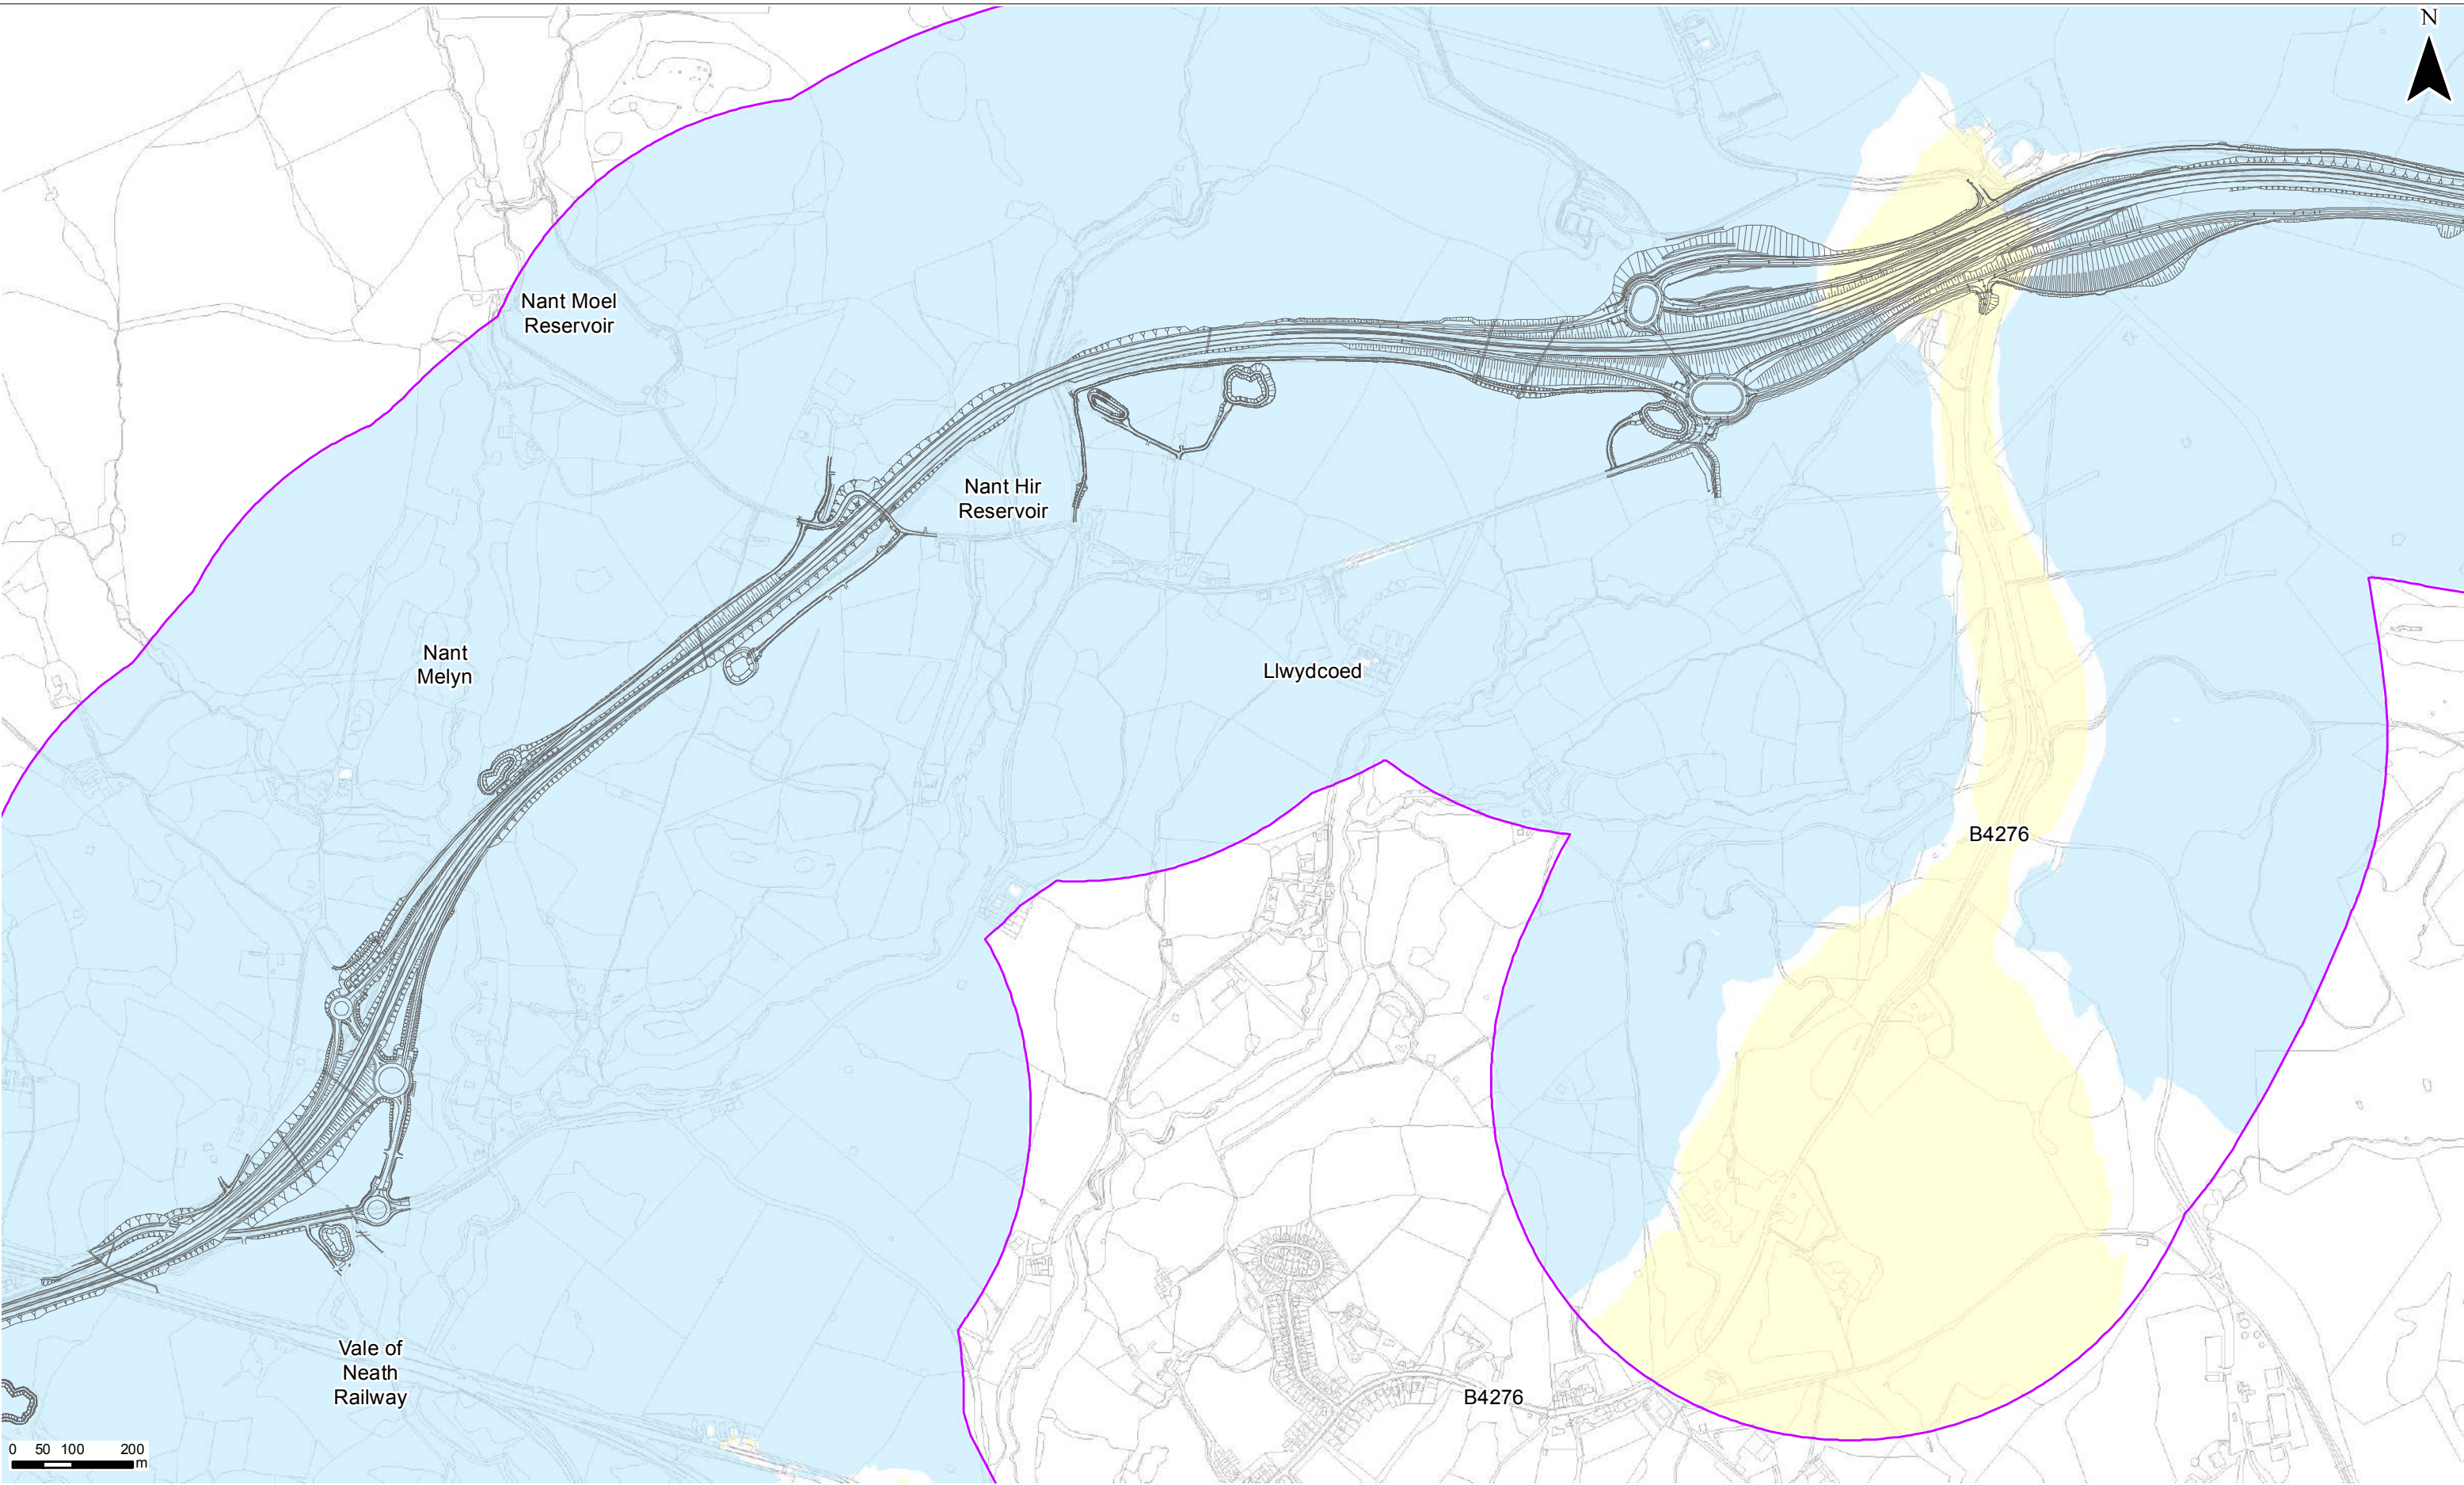 N
Nant Moel
Reservoir
Nant Hir
Reservoir
Nant
Melyn
Llwydcoed
B4276
Vale of
Neath
Railway
B4276
0 50 100 200
m